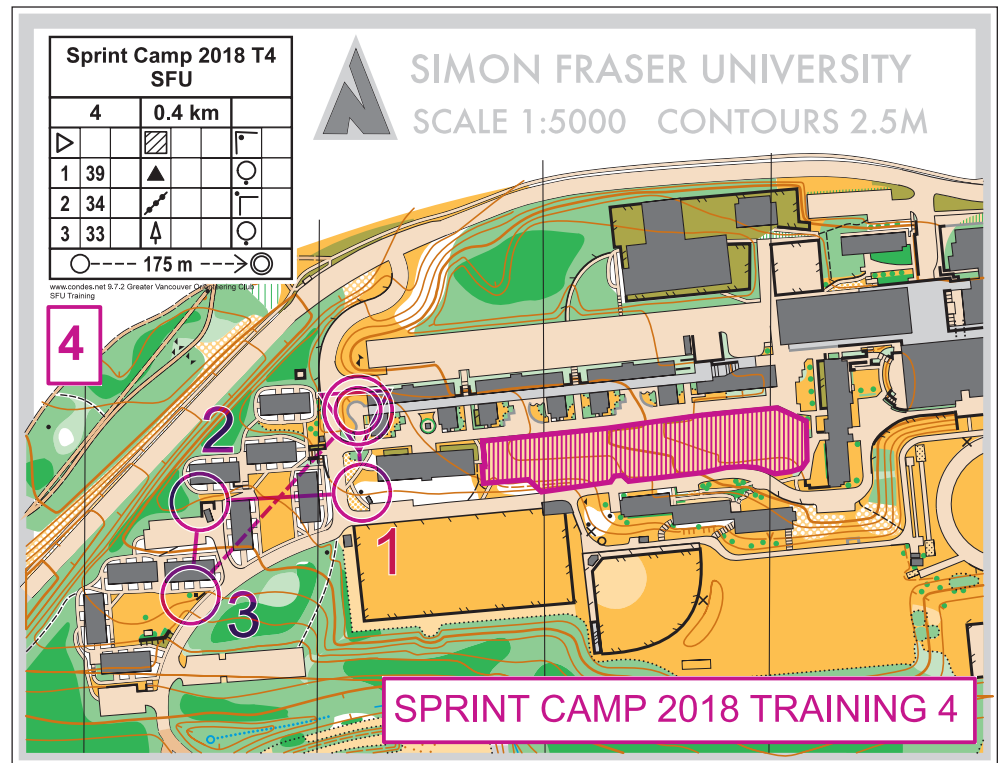 Sprint Camp 2018 T4
SFU
4 0.4 km
1 39
2 34
3 33
175 m
www.condes.net 9.7.2 Greater Vancouver Orienteering Club
SFU Training
SIMON FRASER UNIVERSITY
SCALE 1:5000 CONTOURS 2.5M
4
2
1
3
SPRINT CAMP 2018 TRAINING 4